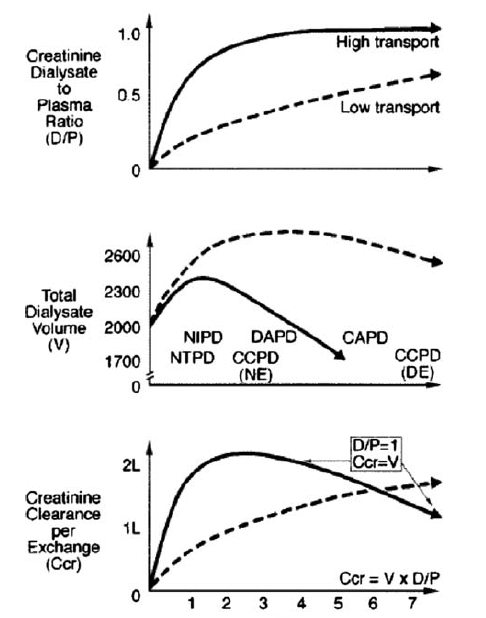 Creatinine
Dialysate
to
Plasma
Ratio
(D/P)
1.0
0.5
0
High transport
Low transport
Total
Dialysate
Volume
(V)
2600
2300
2000
1700
0
NIPD DAPD CAPD
NTPD CCPD CCPD
(NE) (DE)
Creatinine
Clearance
per
Exchange
(Ccr)
2L
1L
0
D/P=1
Ccr=V
Ccr = V x D/P
1 2 3 4 5 6 7